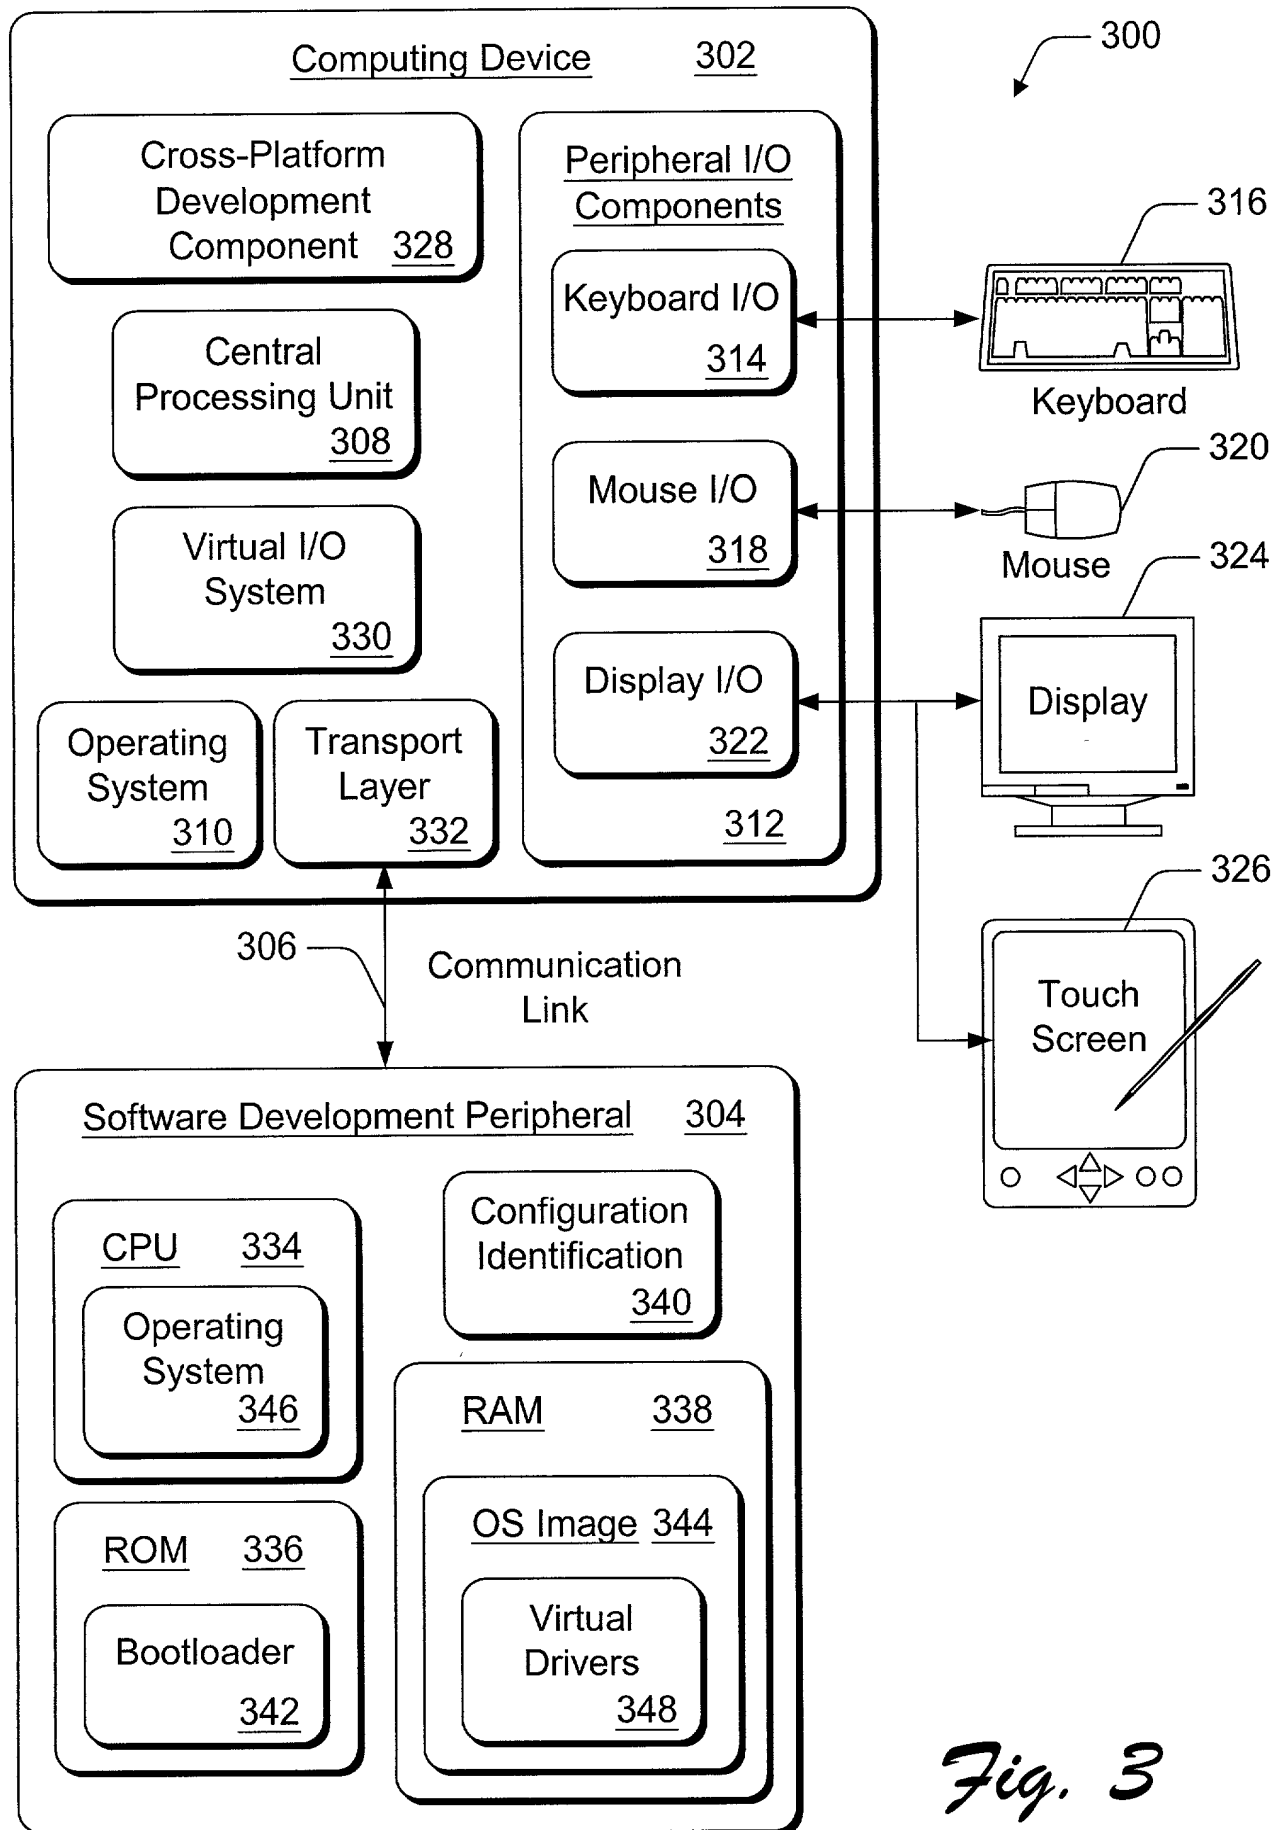 300
Computing Device 302
Cross-Platform
Development
Component 328
Central
Processing Unit
308
Virtual I/O
System
330
Operating
System
310
Transport
Layer
332
Peripheral I/O
Components
Keyboard I/O
314
Mouse I/O
318
Display I/O
322
312
316
Keyboard
320
Mouse
324
Display
326
Touch
Screen
306
Communication
Link
Software Development Peripheral 304
CPU 334
Operating
System
346
Configuration
Identification
340
ROM 336
Bootloader
342
RAM 338
OS Image 344
Virtual
Drivers
348
Fig. 3